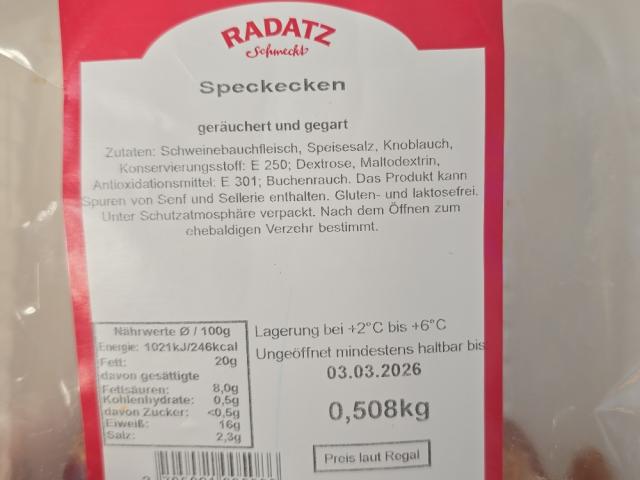 RADATZ
Schmeckt
Speckecken
geräuchert und gegart
Zutaten: Schweinebauchfleisch, Speisesalz, Knoblauch,
Konservierungsstoff: E 250; Dextrose, Maltodextrin,
Antioxidationsmittel: E 301; Buchenrauch. Das Produkt kann
Spuren von Senf und Sellerie enthalten. Gluten- und laktosefrei.
Unter Schutzatmosphäre verpackt. Nach dem Öffnen zum
ehebaldigen Verzehr bestimmt.
Nährwerte Ø / 100g
Energie: 1021kJ/246kcal
Fett: 20g
davon gesättigte
Fettsäuren: 8,0g
Kohlenhydrate: 0,5g
davon Zucker: <0,5g
Eiweiß: 16g
Salz: 2,3g
Lagerung bei +2°C bis +6°C
Ungeöffnet mindestens haltbar bis
03.03.2026
0,508kg
Preis laut Regal